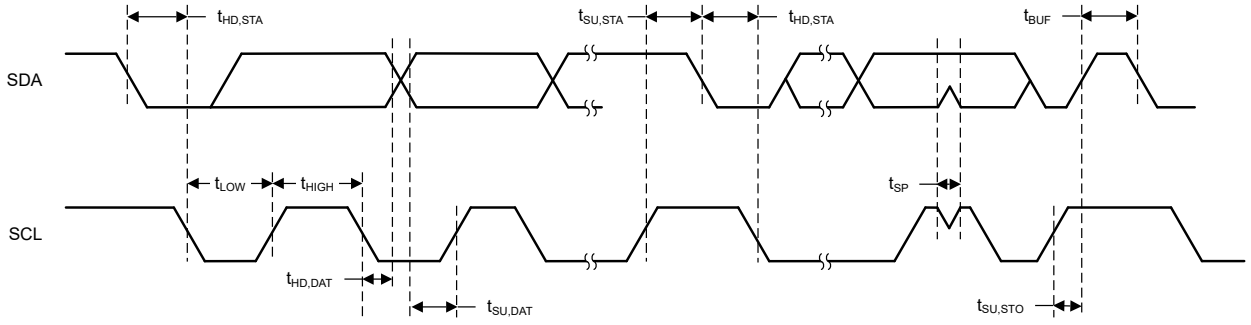 tHD,STA
tSU,STA
tHD,STA
tBUF
SDA
tLOW
tHIGH
tSP
SCL
tHD,DAT
tSU,DAT
tSU,STO